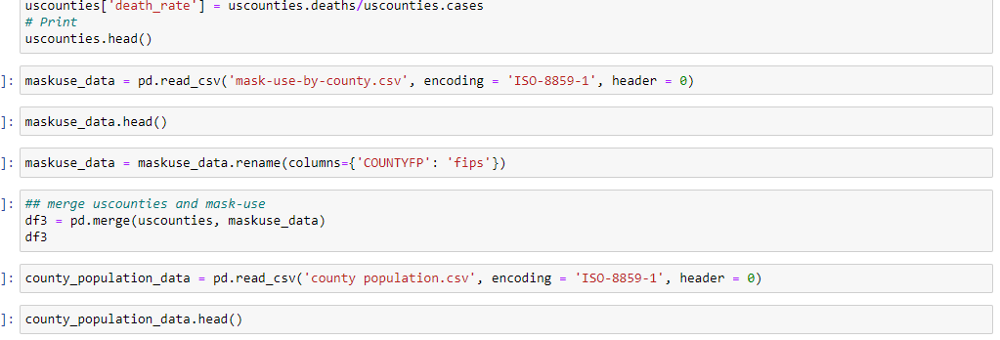 uscounties['death_rate'] = uscounties.deaths/uscounties.cases
# Print
uscounties.head()
]: maskuse_data = pd.read_csv('mask-use-by-county.csv', encoding = 'ISO-8859-1', header = 0)
]: maskuse_data.head()
]: maskuse_data = maskuse_data.rename(columns={'COUNTYFP': 'fips'})
]: ## merge uscounties and mask-use
df3 = pd.merge(uscounties, maskuse_data)
df3
]: county_population_data = pd.read_csv('county population.csv', encoding = 'ISO-8859-1', header = 0)
]: county_population_data.head()